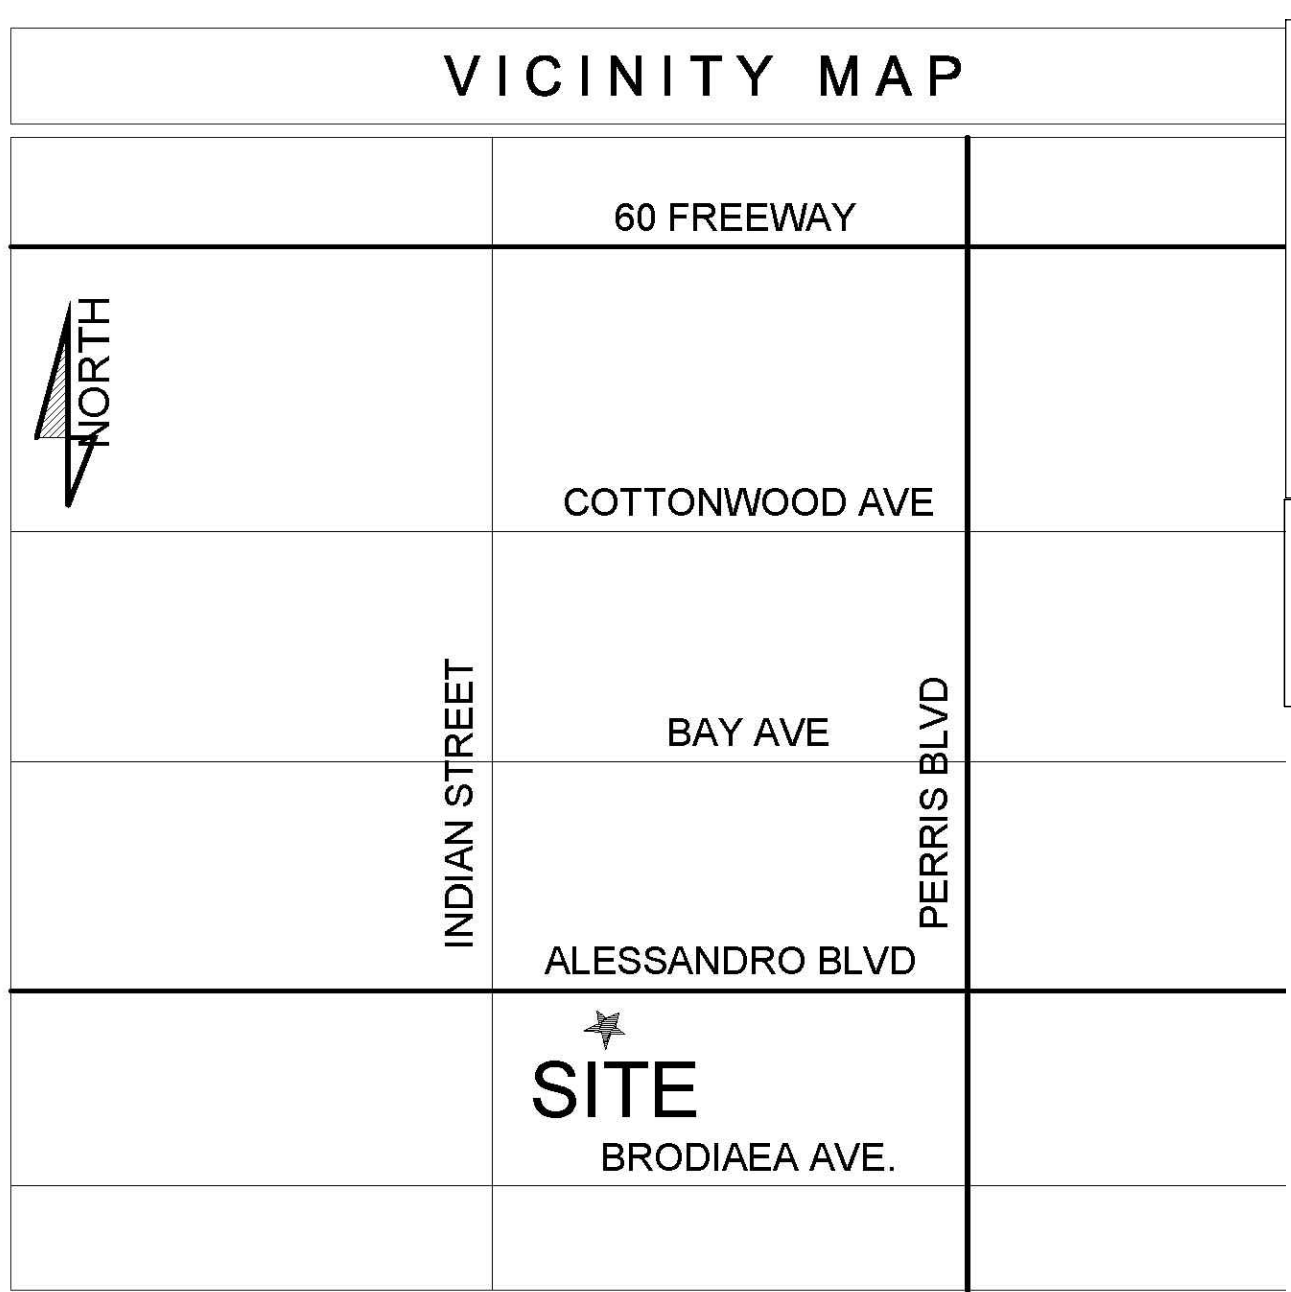 VICINITY MAP
60 FREEWAY
NORTH
COTTONWOOD AVE
INDIAN STREET
BAY AVE
PERRIS BLVD
ALESSANDRO BLVD
SITE
BRODIAEA AVE.